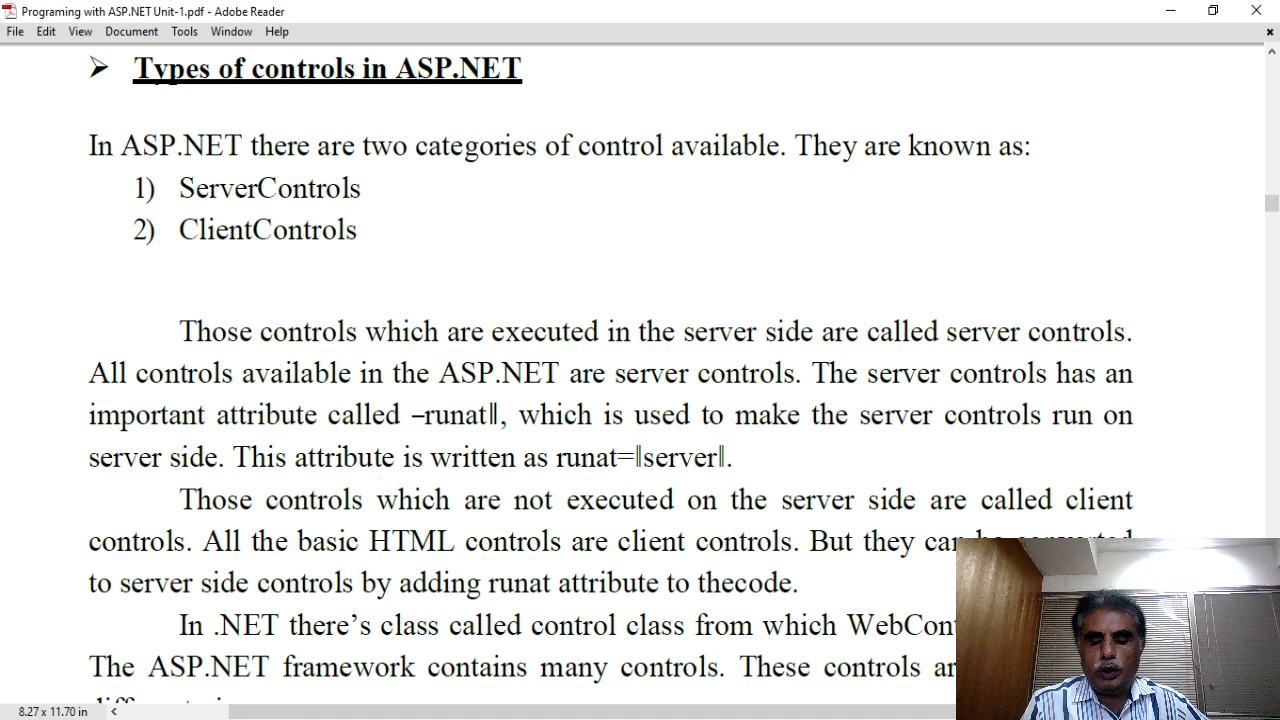 Programing with ASP.NET Unit-1.pdf - Adobe Reader
File Edit View Document Tools Window Help
➢ Types of controls in ASP.NET
In ASP.NET there are two categories of control available. They are known as:
1) ServerControls
2) ClientControls
Those controls which are executed in the server side are called server controls.
All controls available in the ASP.NET are server controls. The server controls has an
important attribute called –runat‖, which is used to make the server controls run on
server side. This attribute is written as runat=‖server‖.
Those controls which are not executed on the server side are called client
controls. All the basic HTML controls are client controls. But they can
to server side controls by adding runat attribute to thecode.
In .NET there’s class called control class from which
The ASP.NET framework contains many controls. These controls
8.27 x 11.70 in